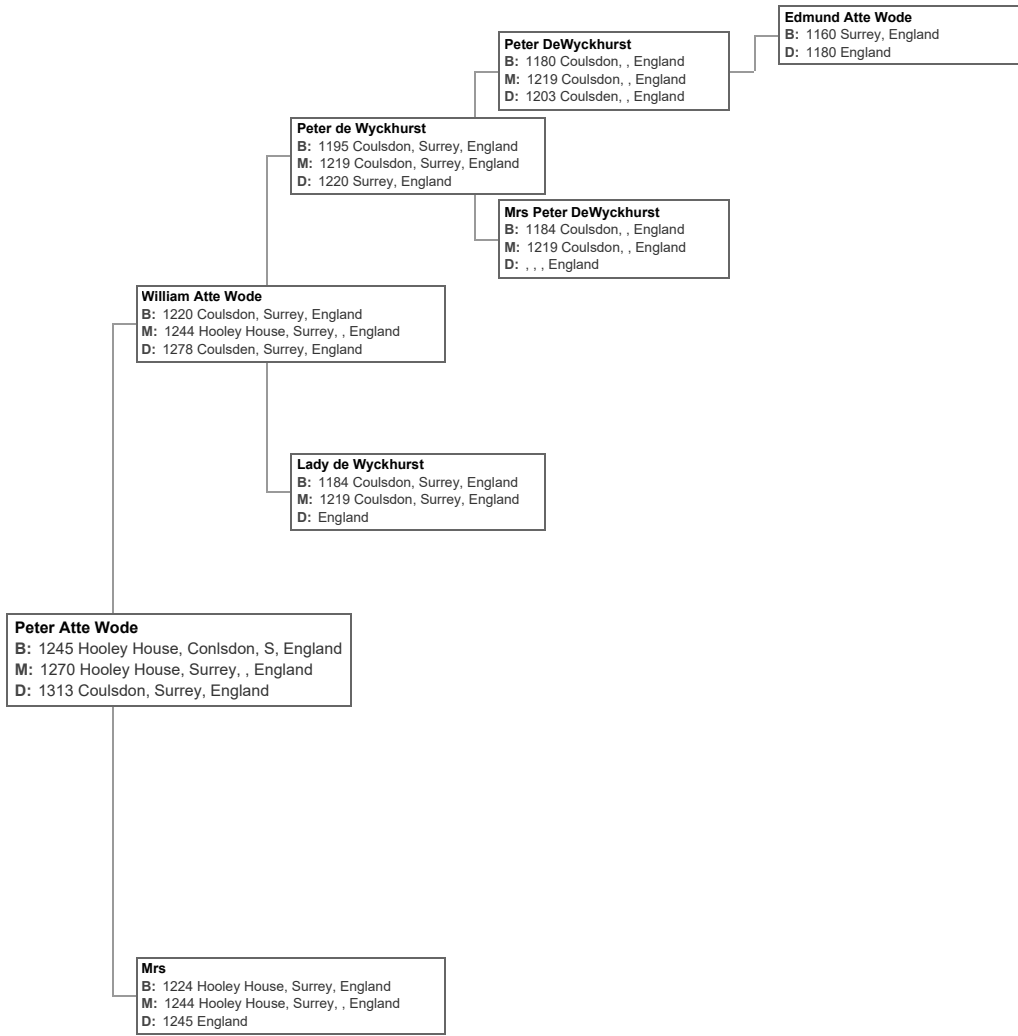 Edmund Atte Wode
B: 1160 Surrey, England
D: 1180 England
Peter DeWyckhurst
B: 1180 Coulsdon, , England
M: 1219 Coulsdon, , England
D: 1203 Coulsden, , England
Peter de Wyckhurst
B: 1195 Coulsdon, Surrey, England
M: 1219 Coulsdon, Surrey, England
D: 1220 Surrey, England
Mrs Peter DeWyckhurst
B: 1184 Coulsdon, , England
M: 1219 Coulsdon, , England
D: , , , England
William Atte Wode
B: 1220 Coulsdon, Surrey, England
M: 1244 Hooley House, Surrey, , England
D: 1278 Coulsden, Surrey, England
Lady de Wyckhurst
B: 1184 Coulsdon, Surrey, England
M: 1219 Coulsdon, Surrey, England
D: England
Peter Atte Wode
B: 1245 Hooley House, Conlsdon, S, England
M: 1270 Hooley House, Surrey, , England
D: 1313 Coulsdon, Surrey, England
Mrs
B: 1224 Hooley House, Surrey, England
M: 1244 Hooley House, Surrey, , England
D: 1245 England